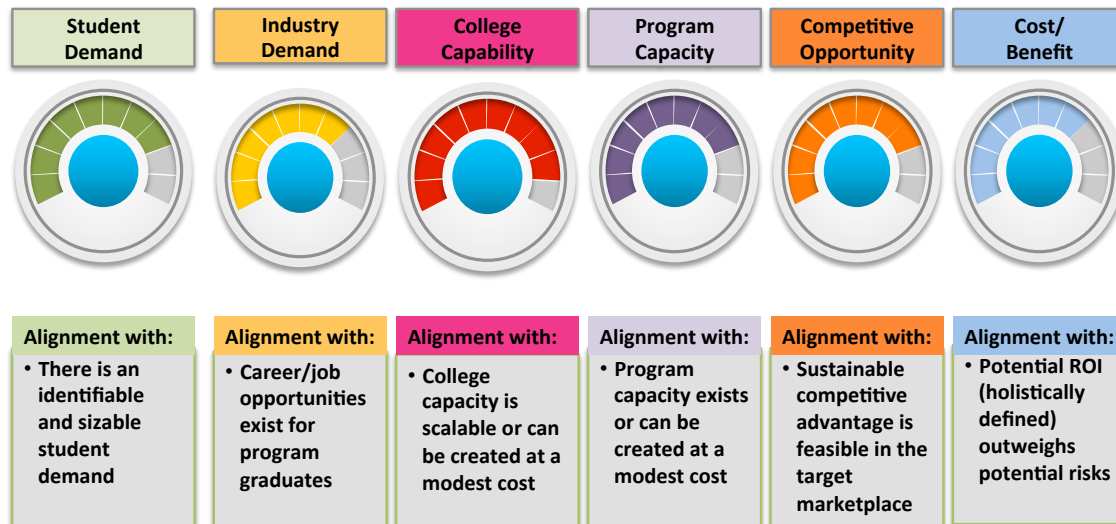 Student
Demand
Industry
Demand
College
Capability
Program
Capacity
Competitive
Opportunity
Cost/
Benefit
Alignment with:
• There is an
identifiable
and sizable
student
demand
Alignment with:
• Career/job
opportunities
exist for
program
graduates
Alignment with:
• College
capacity is
scalable or can
be created at a
modest cost
Alignment with:
• Program
capacity exists
or can be
created at a
modest cost
Alignment with:
• Sustainable
competitive
advantage is
feasible in the
target
marketplace
Alignment with:
• Potential ROI
(holistically
defined)
outweighs
potential risks